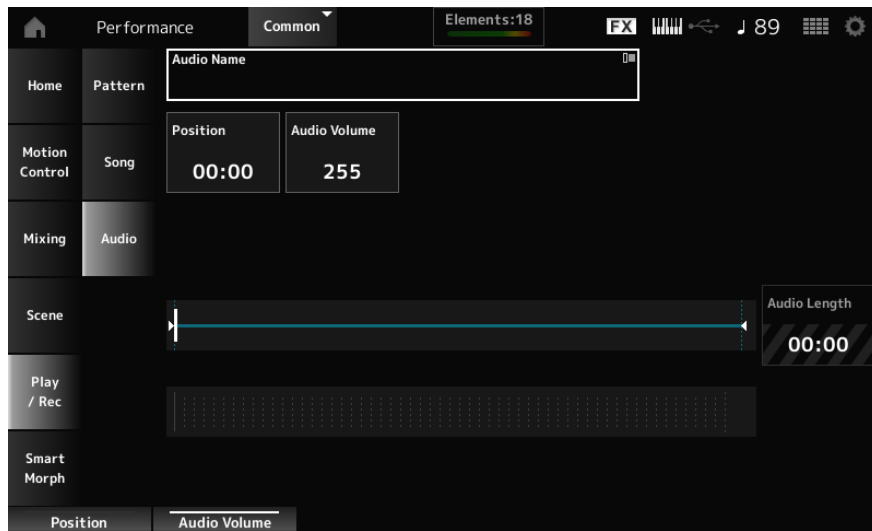 Performance
Common
Elements:18
FX
♩ 89
Home
Pattern
Audio Name
Motion
Control
Song
Position
00:00
Audio Volume
255
Mixing
Audio
Scene
Audio Length
00:00
Play
/ Rec
Smart
Morph
Position
Audio Volume